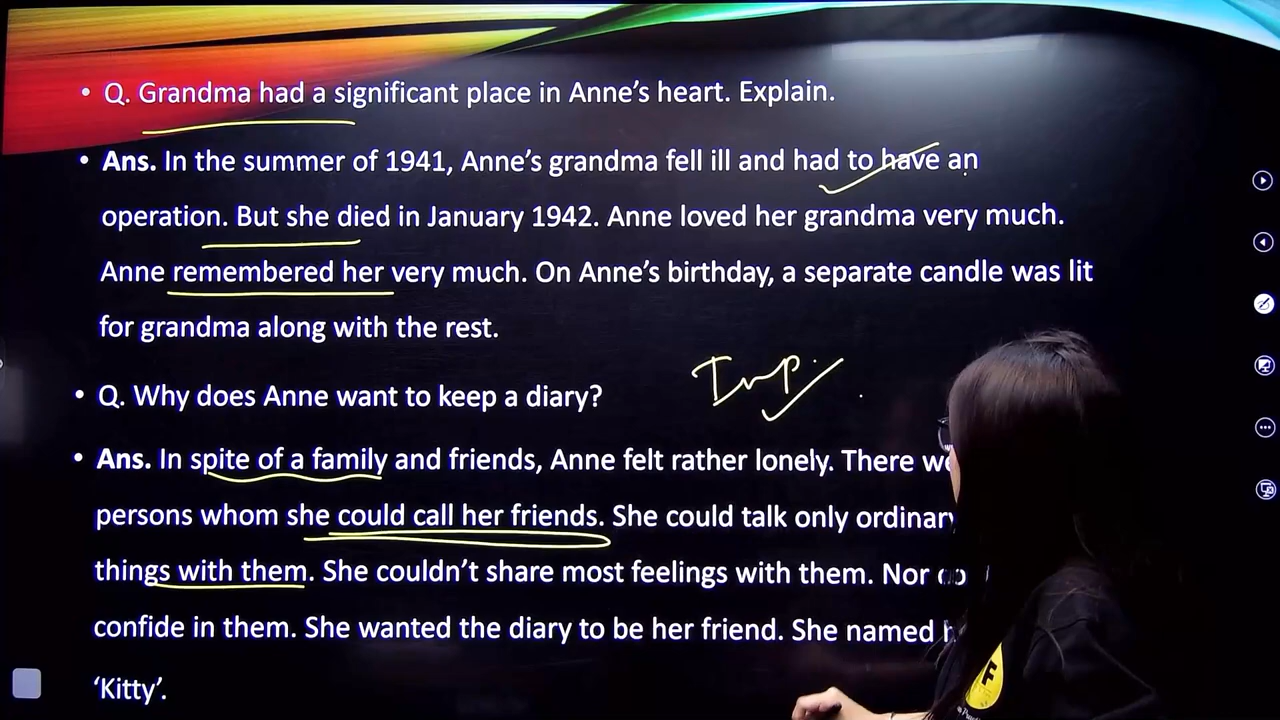 • Q. Grandma had a significant place in Anne's heart. Explain.
• Ans. In the summer of 1941, Anne's grandma fell ill and had to have an
operation. But she died in January 1942. Anne loved her grandma very much.
Anne remembered her very much. On Anne's birthday, a separate candle was lit
for grandma along with the rest.
Imp.
• Q. Why does Anne want to keep a diary?
• Ans. In spite of a family and friends, Anne felt rather lonely. There
persons whom she could call her friends. She could talk only ordinary
things with them. She couldn't share most feelings with them. Nor
confide in them. She wanted the diary to be her friend. She named
'Kitty'.
F